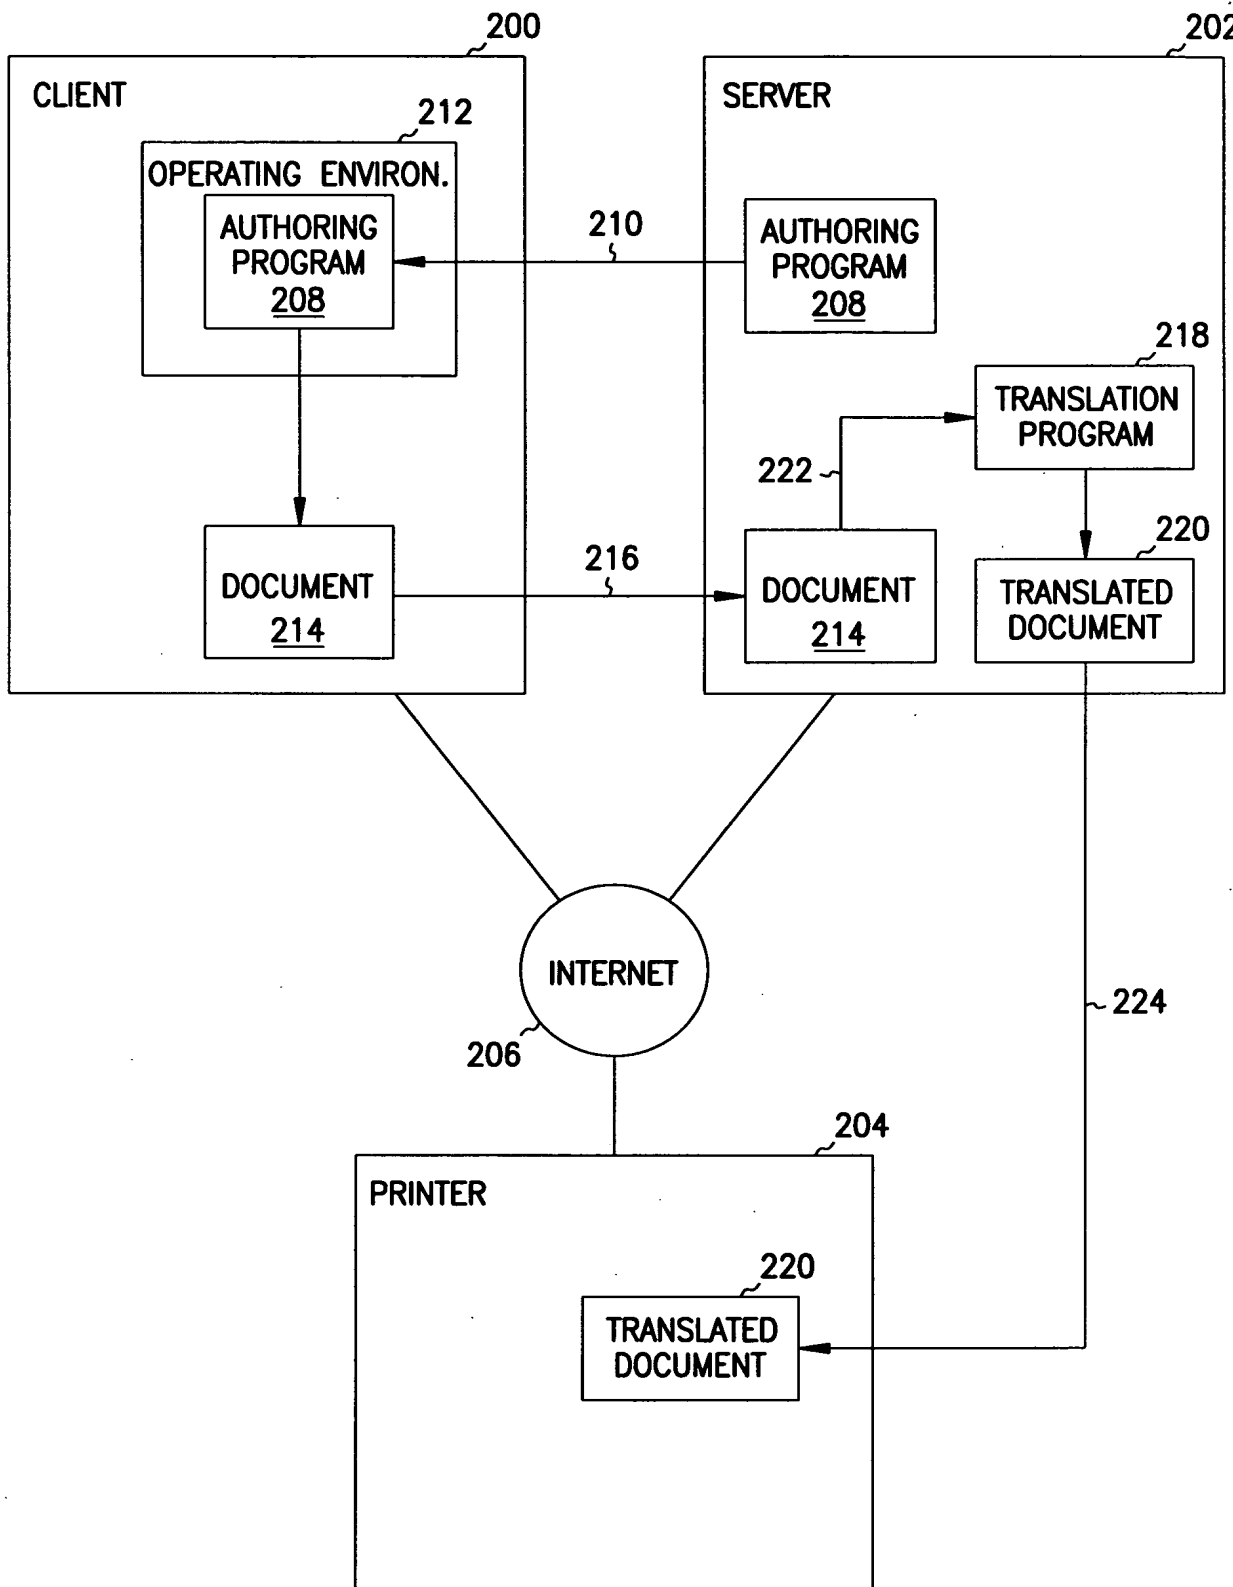 200
202
CLIENT
SERVER
212
OPERATING ENVIRON.
AUTHORING
PROGRAM
208
210
AUTHORING
PROGRAM
208
218
TRANSLATION
PROGRAM
222
220
216
DOCUMENT
214
DOCUMENT
214
TRANSLATED
DOCUMENT
INTERNET
206
224
204
PRINTER
220
TRANSLATED
DOCUMENT